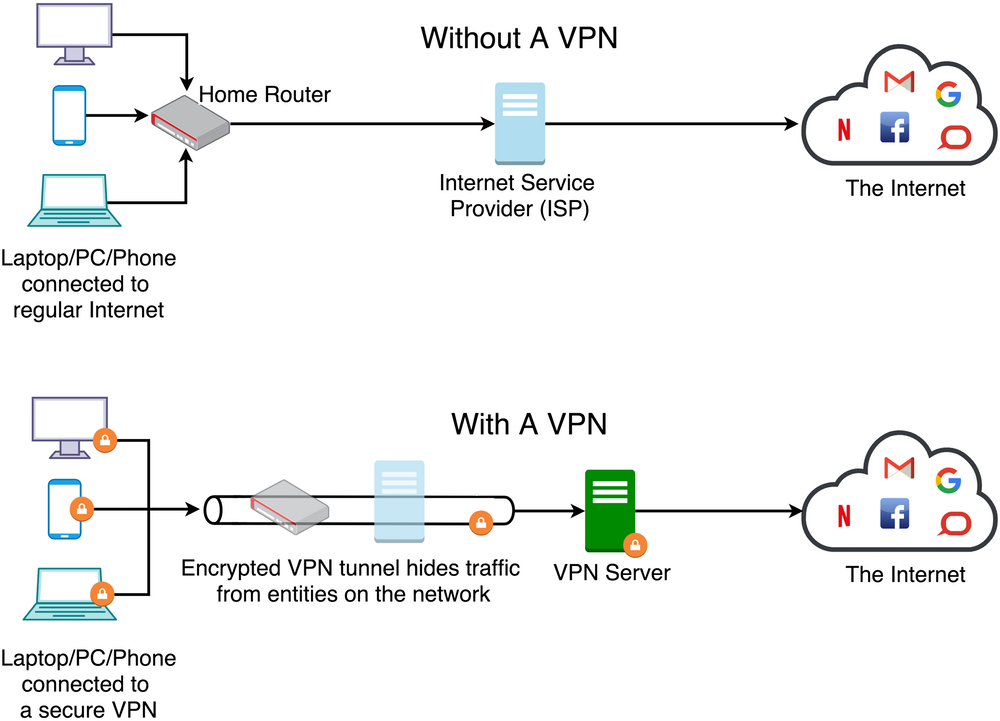 Without A VPN
Home Router
Internet Service
Provider (ISP)
The Internet
Laptop/PC/Phone
connected to
regular Internet
With A VPN
Encrypted VPN tunnel hides traffic
from entities on the network
VPN Server
The Internet
Laptop/PC/Phone
connected to
a secure VPN